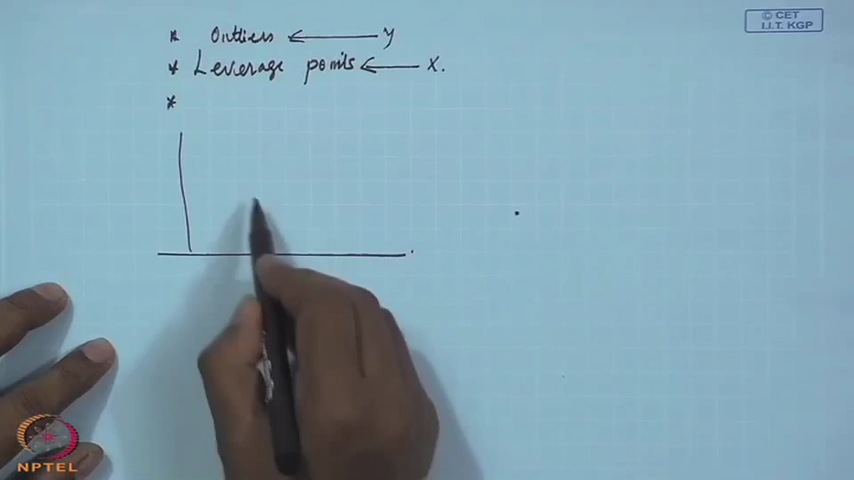 * Outliers ← y
* Leverage points ← x.
*
© CET
I.I.T. KGP
NPTEL